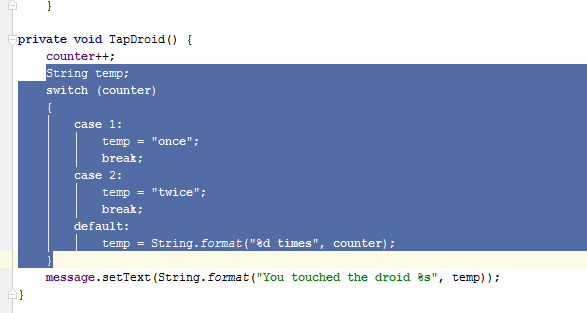 }
private void TapDroid() {
counter++;
String temp;
switch (counter)
{
case 1:
temp = "once";
break;
case 2:
temp = "twice";
break;
default:
temp = String.format("%d times", counter);
}
message.setText(String.format("You touched the droid %s", temp));
}